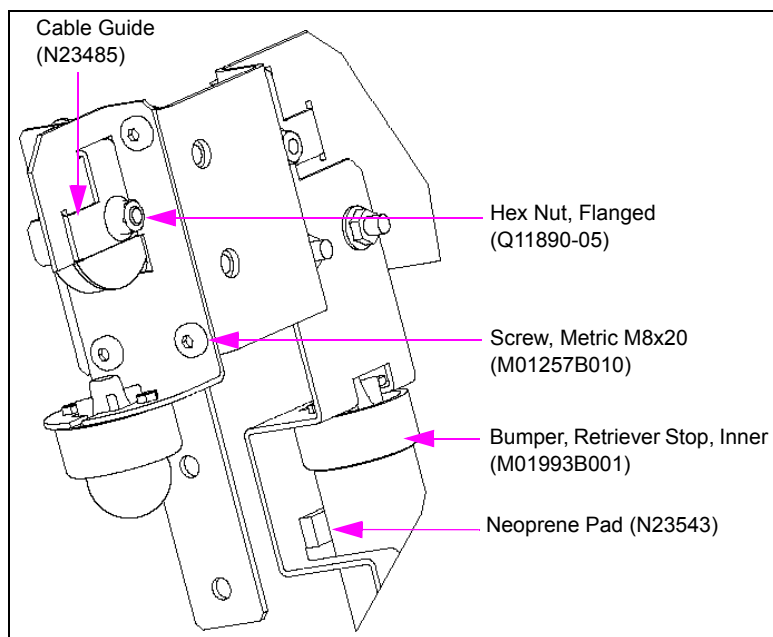 Cable Guide
(N23485)
Hex Nut, Flanged
(Q11890-05)
Screw, Metric M8x20
(M01257B010)
Bumper, Retriever Stop, Inner
(M01993B001)
Neoprene Pad (N23543)